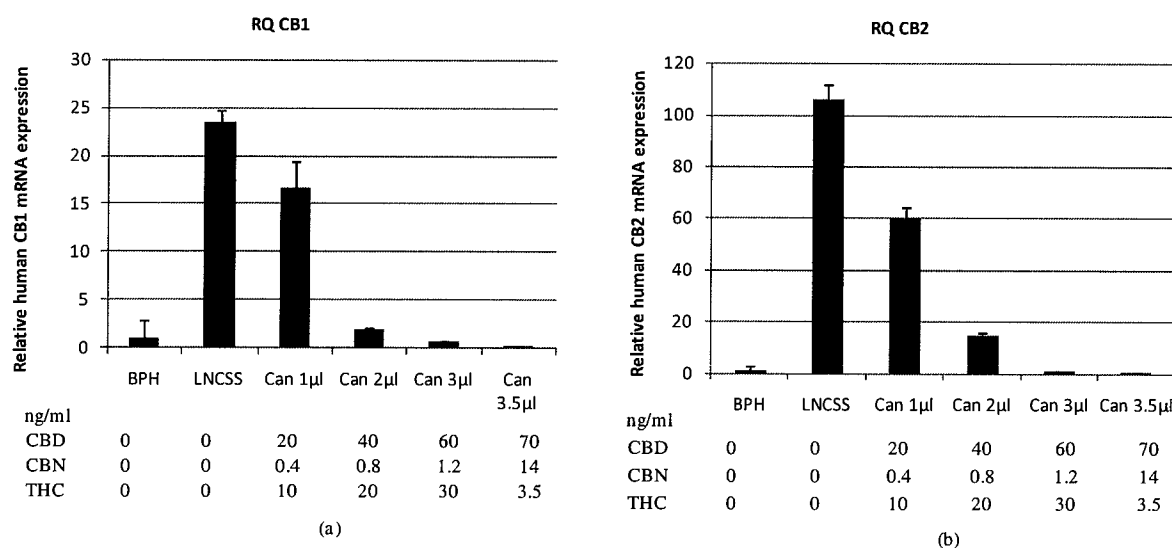 RQ CB1
Relative human CB1 mRNA expression
30
25
20
15
10
5
0
BPH LNCSS Can 1µl Can 2µl Can 3µl Can 3.5µl
ng/ml
CBD 0 0 20 40 60 70
CBN 0 0 0.4 0.8 1.2 14
THC 0 0 10 20 30 3.5
(a)
RQ CB2
Relative human CB2 mRNA expression
120
100
80
60
40
20
0
BPH LNCSS Can 1µl Can 2µl Can 3µl Can 3.5µl
ng/ml
CBD 0 0 20 40 60 70
CBN 0 0 0.4 0.8 1.2 14
THC 0 0 10 20 30 3.5
(b)